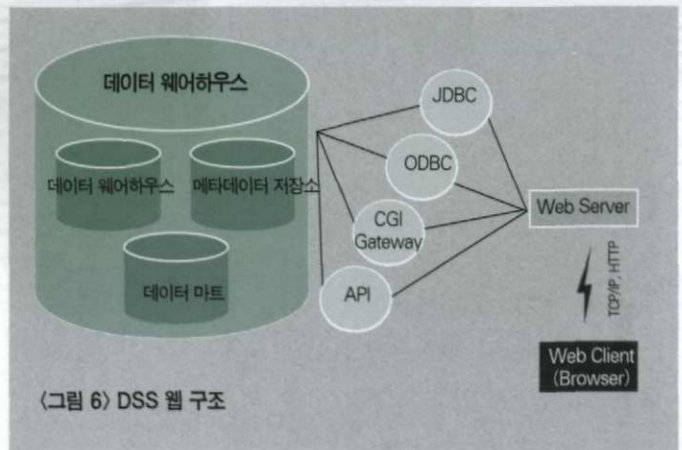 데이터 웨어하우스
데이터 웨어하우스
메타데이터 저장소
데이터 마트
JDBC
ODBC
CGI
Gateway
API
Web Server
TCP/IP, HTTP
Web Client
(Browser)
〈그림 6〉 DSS 웹 구조